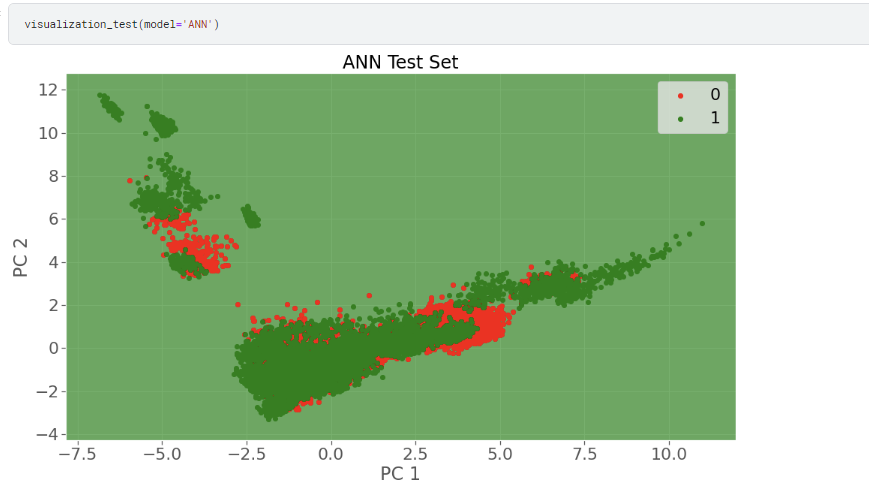 visualization_test(model='ANN')
ANN Test Set
0
1
12
10
8
6
4
2
0
−2
−4
PC 2
−7.5 −5.0 −2.5 0.0 2.5 5.0 7.5 10.0
PC 1